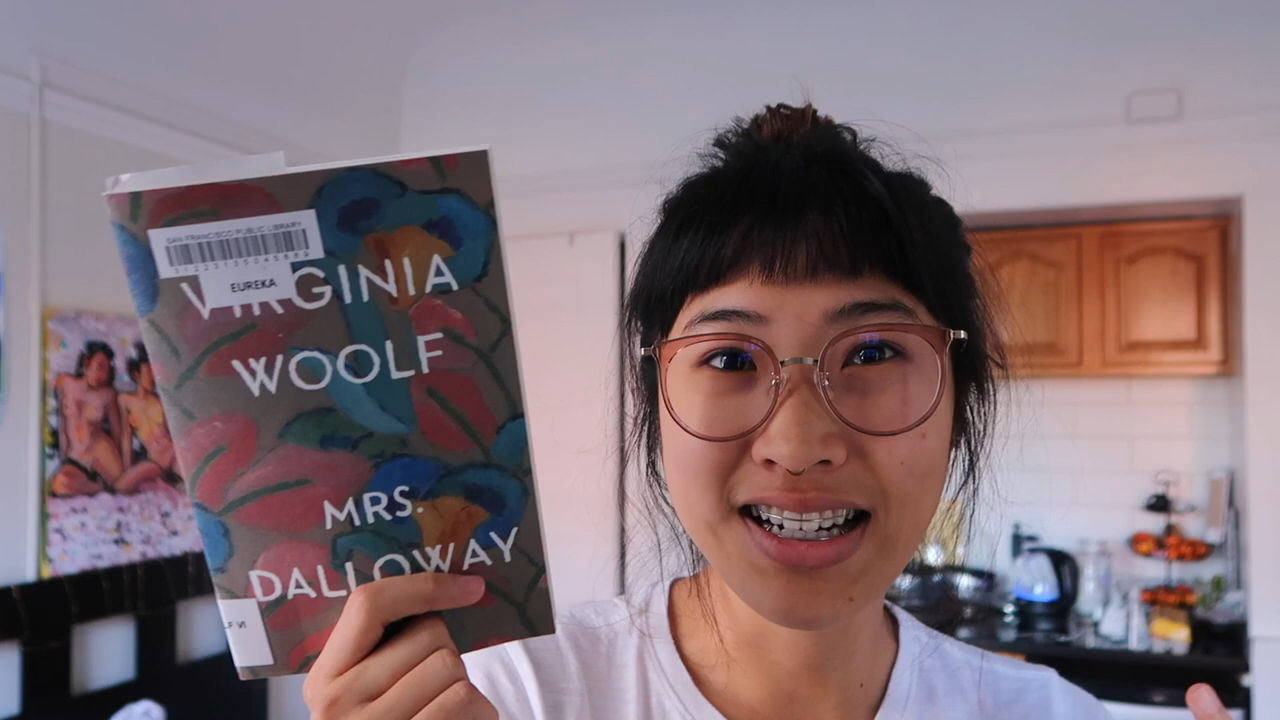 SAN FRANCISCO PUBLIC LIBRARY
EUREKA
VIRGINIA
WOOLF
MRS.
DALLOWAY